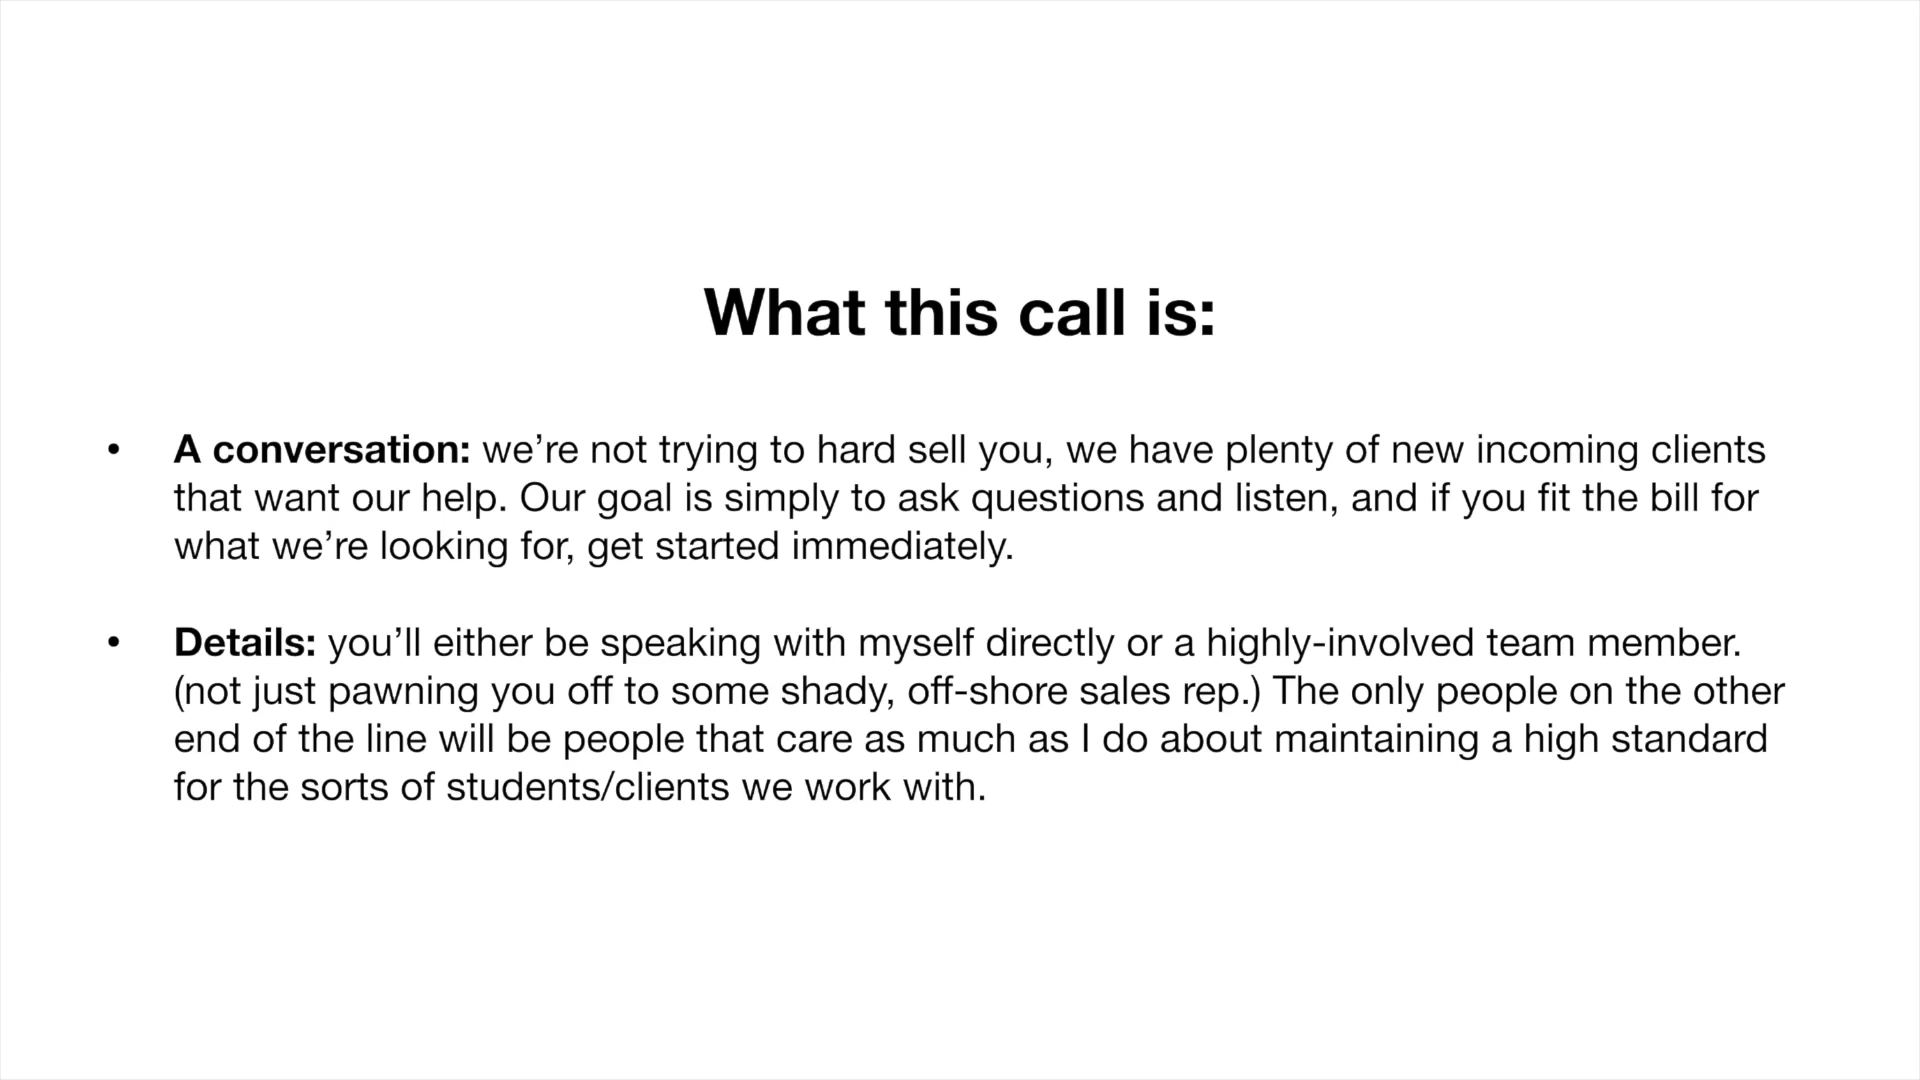 What this call is:
• A conversation: we’re not trying to hard sell you, we have plenty of new incoming clients
that want our help. Our goal is simply to ask questions and listen, and if you fit the bill for
what we’re looking for, get started immediately.
• Details: you’ll either be speaking with myself directly or a highly-involved team member.
(not just pawning you off to some shady, off-shore sales rep.) The only people on the other
end of the line will be people that care as much as I do about maintaining a high standard
for the sorts of students/clients we work with.